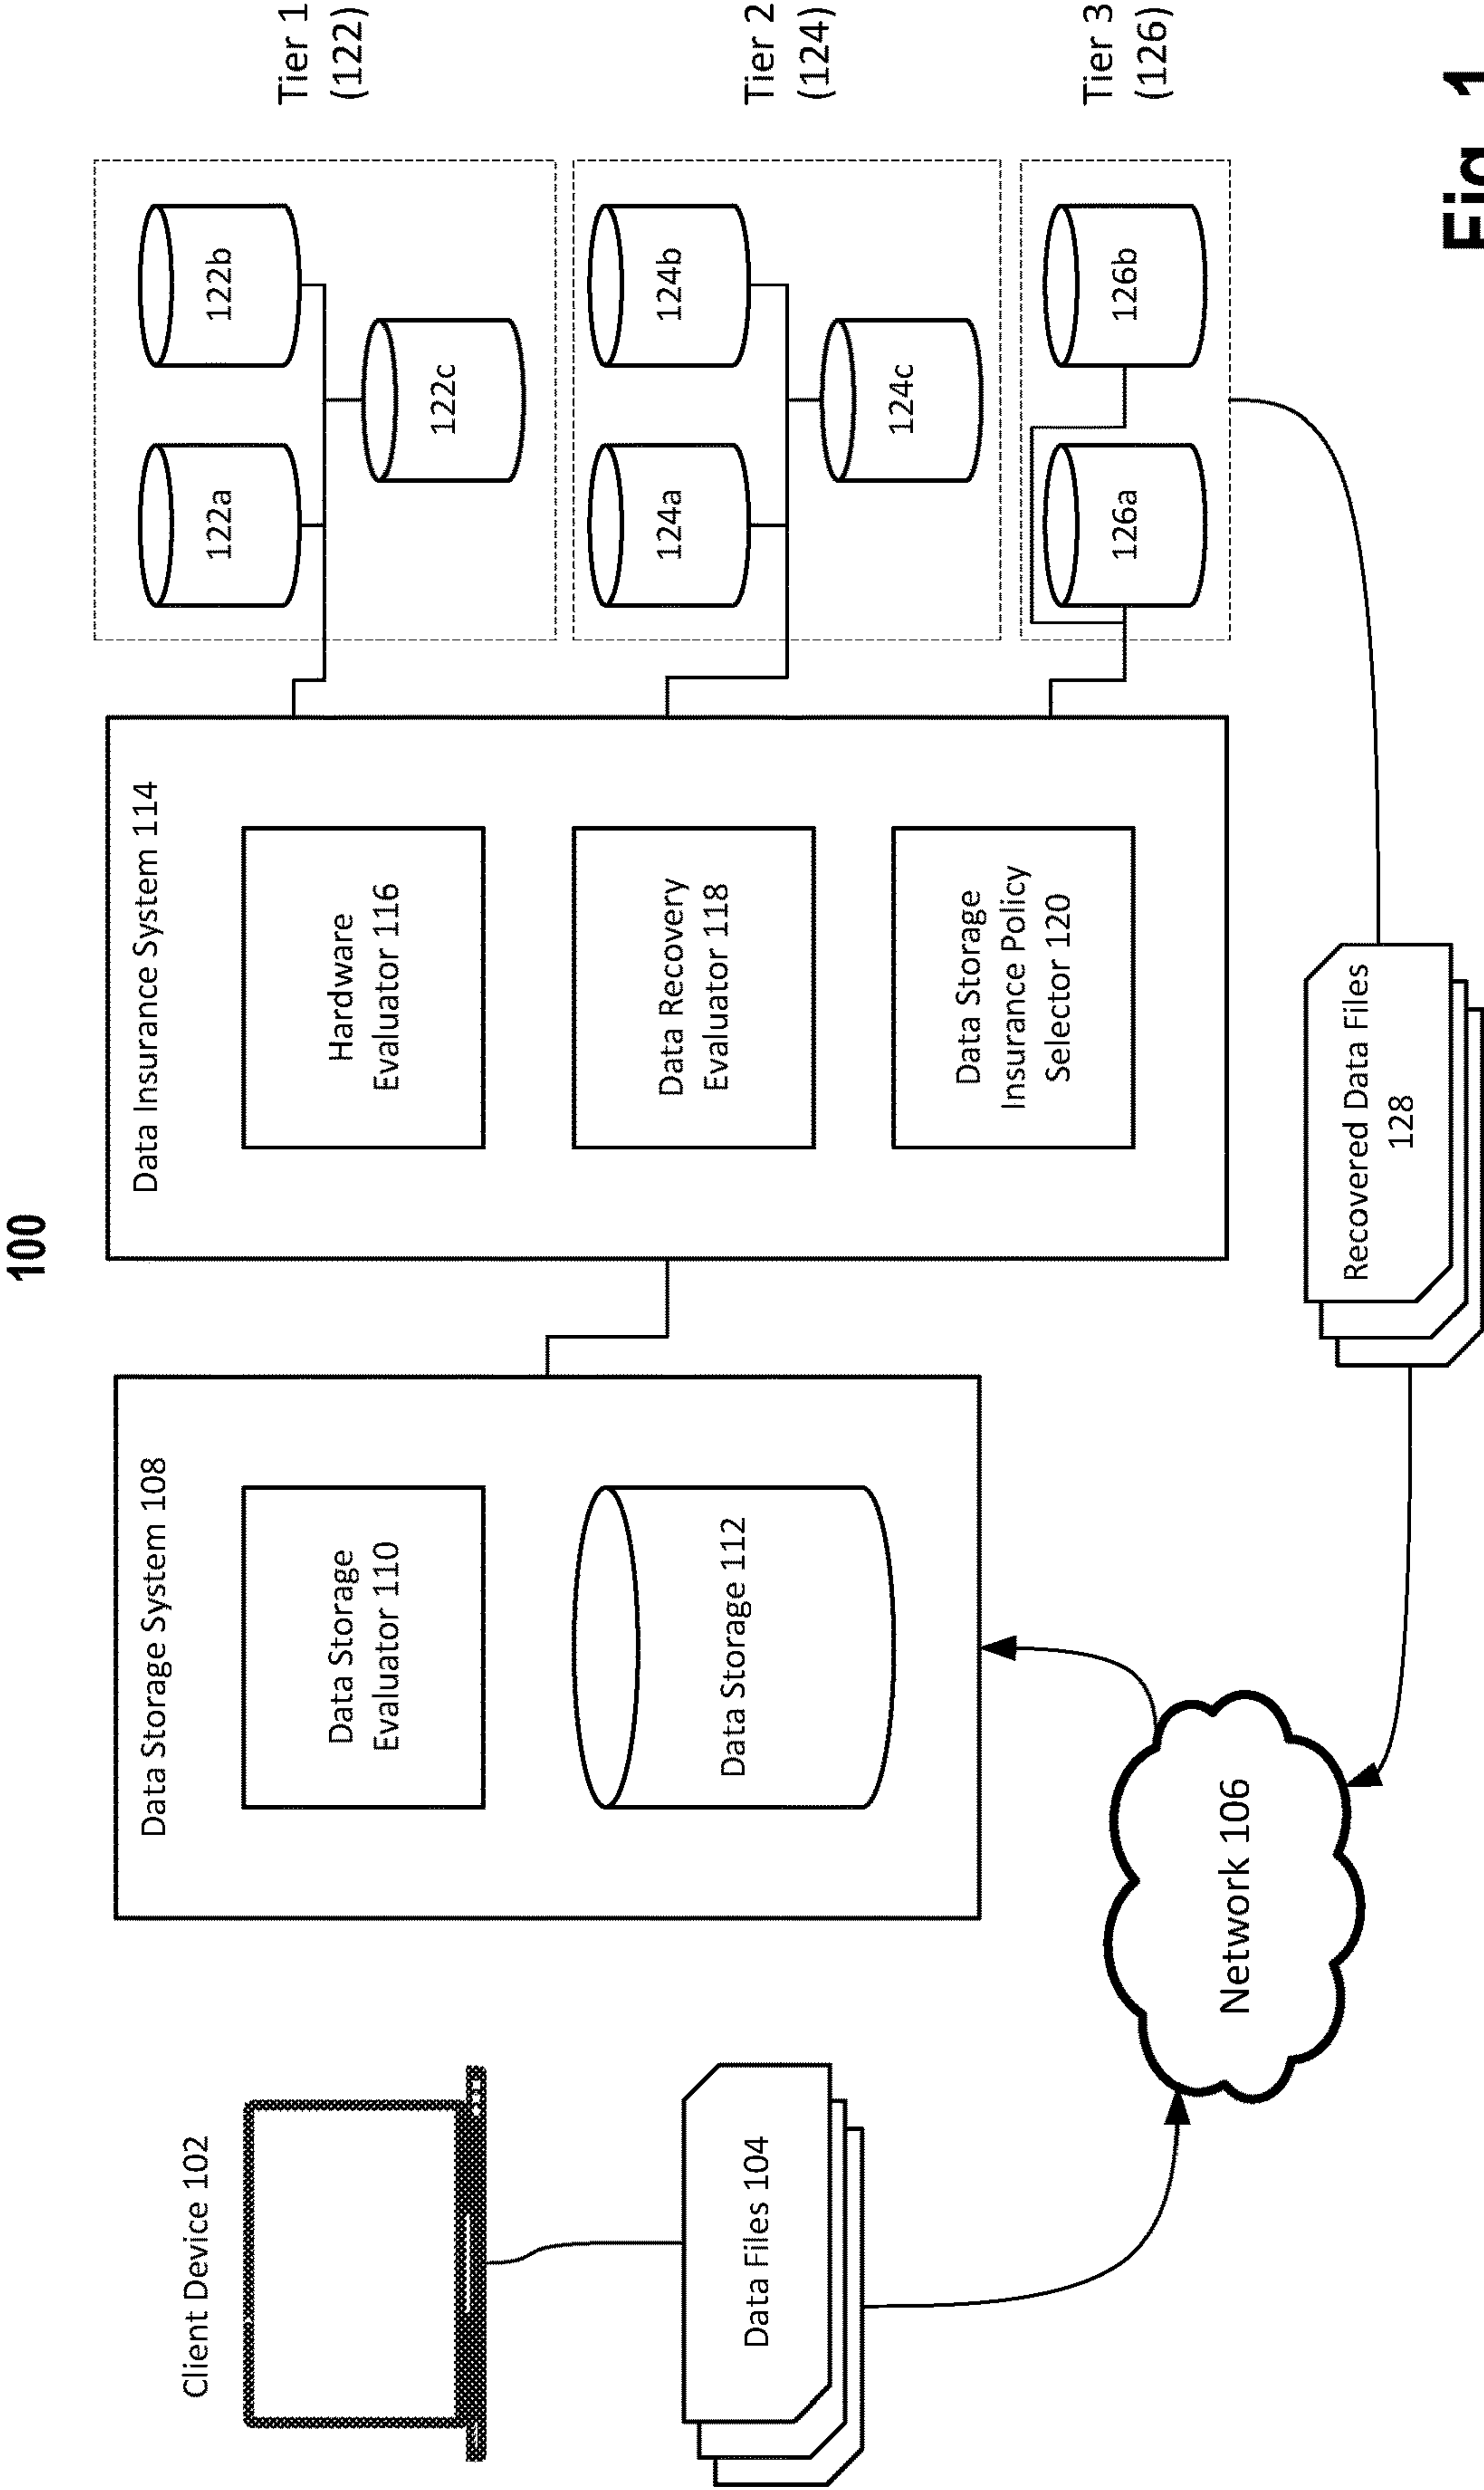 100
Client Device 102
Data Files 104
Network 106
Data Storage System 108
Data Storage
Evaluator 110
Data Storage 112
Data Insurance System 114
Hardware
Evaluator 116
Data Recovery
Evaluator 118
Data Storage
Insurance Policy
Selector 120
122a
122b
122c
Tier 1
(122)
124a
124b
124c
Tier 2
(124)
126a
126b
Tier 3
(126)
Recovered Data Files
128
Fig. 1